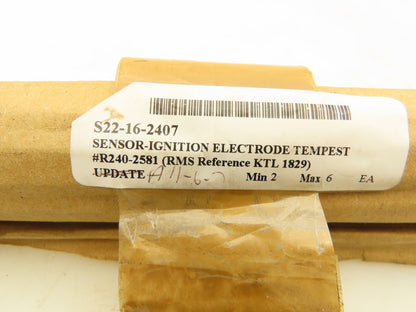 S22-16-2407
SENSOR-IGNITION ELECTRODE TEMPEST
#R240-2581 (RMS Reference KTL 1829)
UPDATE Min 2 Max 6 EA